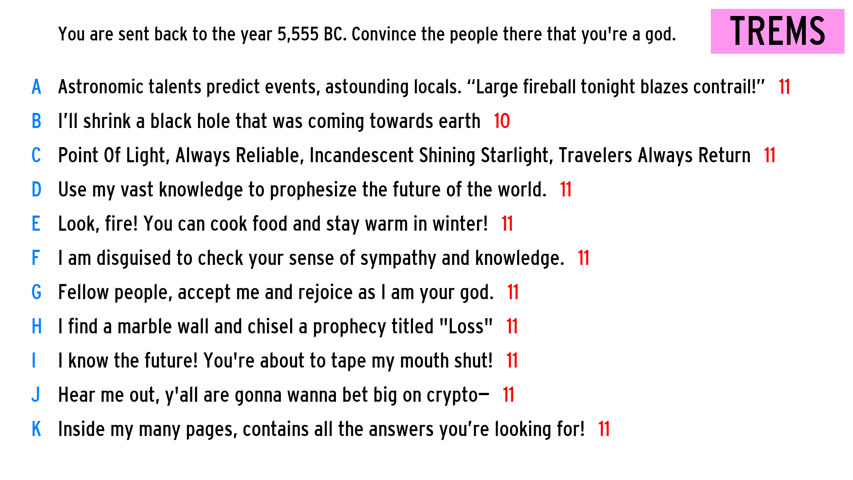 You are sent back to the year 5,555 BC. Convince the people there that you're a god.
TREMS
A Astronomic talents predict events, astounding locals. “Large fireball tonight blazes contrail!” 11
B I’ll shrink a black hole that was coming towards earth 10
C Point Of Light, Always Reliable, Incandescent Shining Starlight, Travelers Always Return 11
D Use my vast knowledge to prophesize the future of the world. 11
E Look, fire! You can cook food and stay warm in winter! 11
F I am disguised to check your sense of sympathy and knowledge. 11
G Fellow people, accept me and rejoice as I am your god. 11
H I find a marble wall and chisel a prophecy titled "Loss" 11
I I know the future! You're about to tape my mouth shut! 11
J Hear me out, y'all are gonna wanna bet big on crypto— 11
K Inside my many pages, contains all the answers you’re looking for! 11